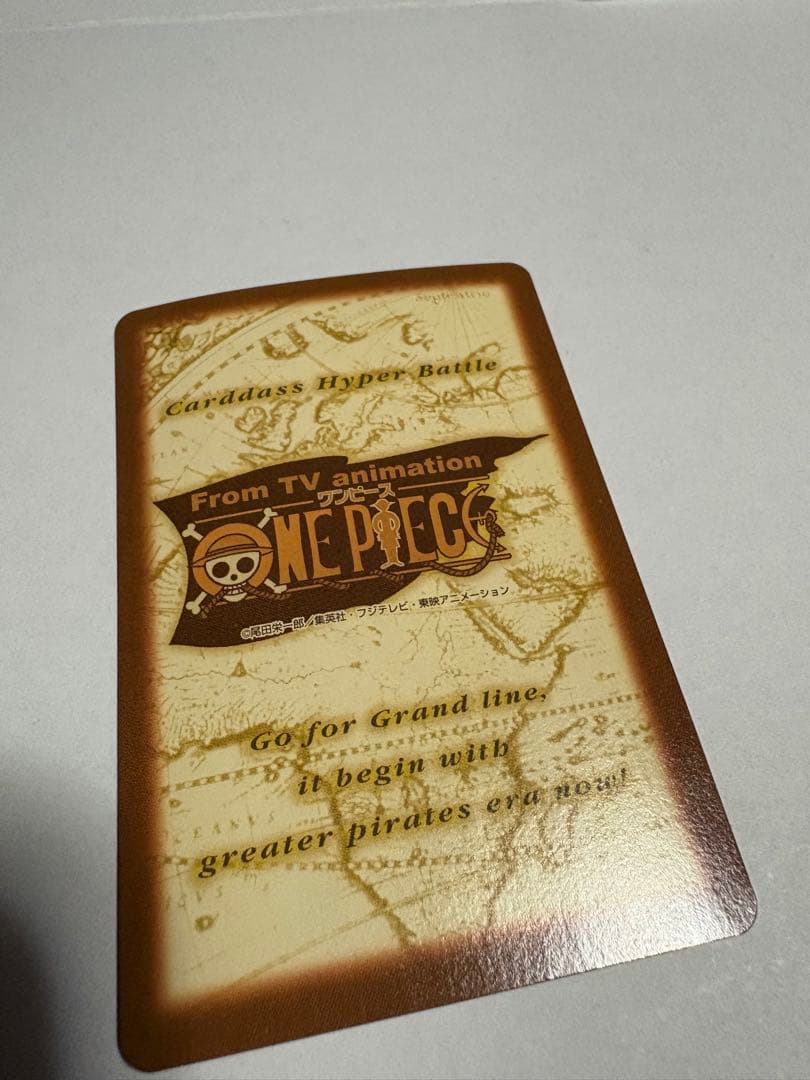 Carddass Hyper Battle
From TV animation
ワンピース
ONE PIECE
©尾田栄一郎／集英社・フジテレビ・東映アニメーション
Go for Grand line,
it begin with
greater pirates era now!
CEANVS